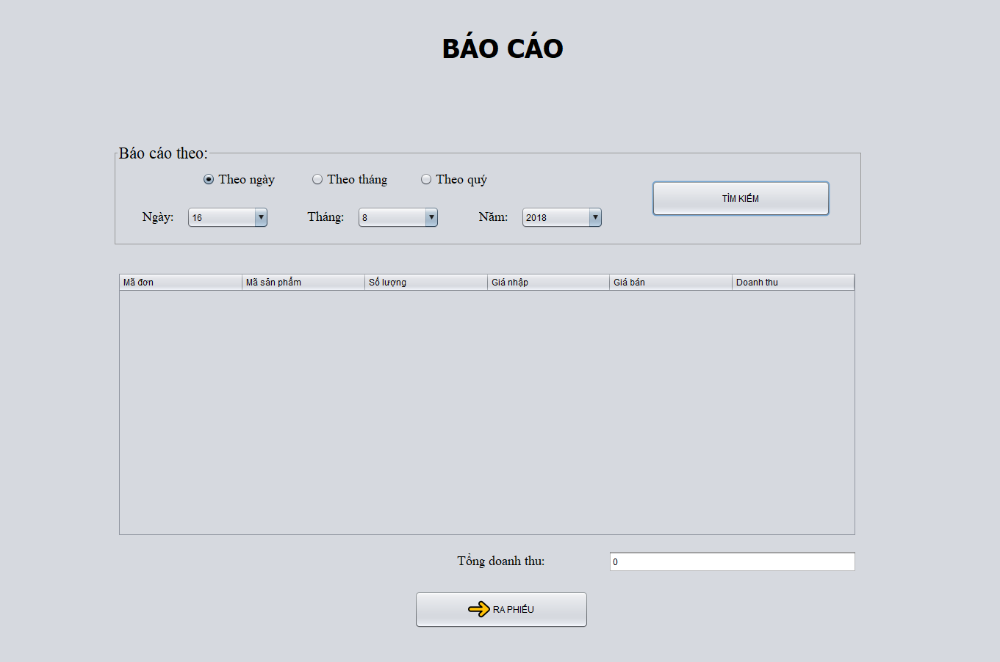 BÁO CÁO
Báo cáo theo:
Theo ngày Theo tháng Theo quý
TÌM KIẾM
Ngày: 16 Tháng: 8 Năm: 2018
Mã đơn Mã sản phẩm Số lượng Giá nhập Giá bán Doanh thu
Tổng doanh thu: 0
RA PHIẾU